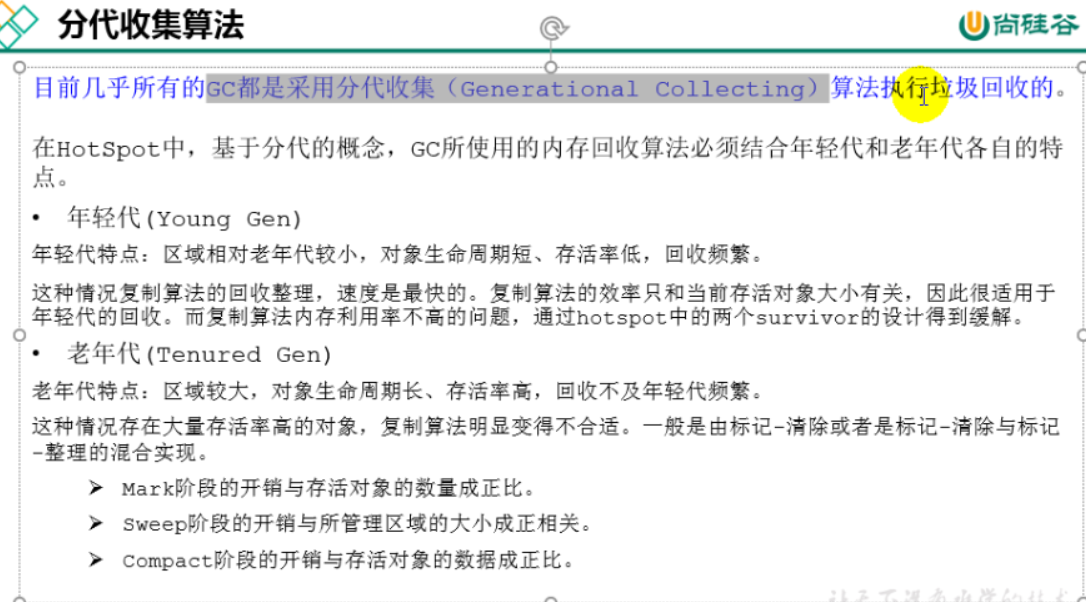 分代收集算法
尚硅谷
目前几乎所有的GC都是采用分代收集（Generational Collecting）算法执行垃圾回收的。
在HotSpot中，基于分代的概念，GC所使用的内存回收算法必须结合年轻代和老年代各自的特
点。
• 年轻代(Young Gen)
年轻代特点：区域相对老年代较小，对象生命周期短、存活率低，回收频繁。
这种情况复制算法的回收整理，速度是最快的。复制算法的效率只和当前存活对象大小有关，因此很适用于
年轻代的回收。而复制算法内存利用率不高的问题，通过hotspot中的两个survivor的设计得到缓解。
• 老年代(Tenured Gen)
老年代特点：区域较大，对象生命周期长、存活率高，回收不及年轻代频繁。
这种情况存在大量存活率高的对象，复制算法明显变得不合适。一般是由标记-清除或者是标记-清除与标记
-整理的混合实现。
➢ Mark阶段的开销与存活对象的数量成正比。
➢ Sweep阶段的开销与所管理区域的大小成正相关。
➢ Compact阶段的开销与存活对象的数据成正比。